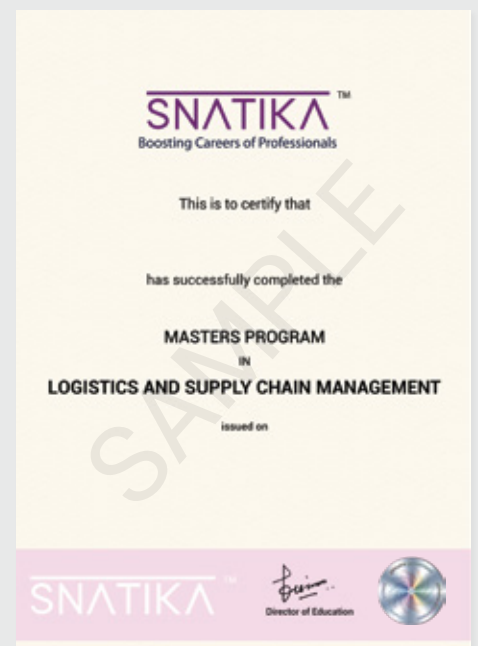 SNATIKA™
Boosting Careers of Professionals
This is to certify that
has successfully completed the
MASTERS PROGRAM
IN
LOGISTICS AND SUPPLY CHAIN MANAGEMENT
issued on
SAMPLE
SNATIKA™
Director of Education